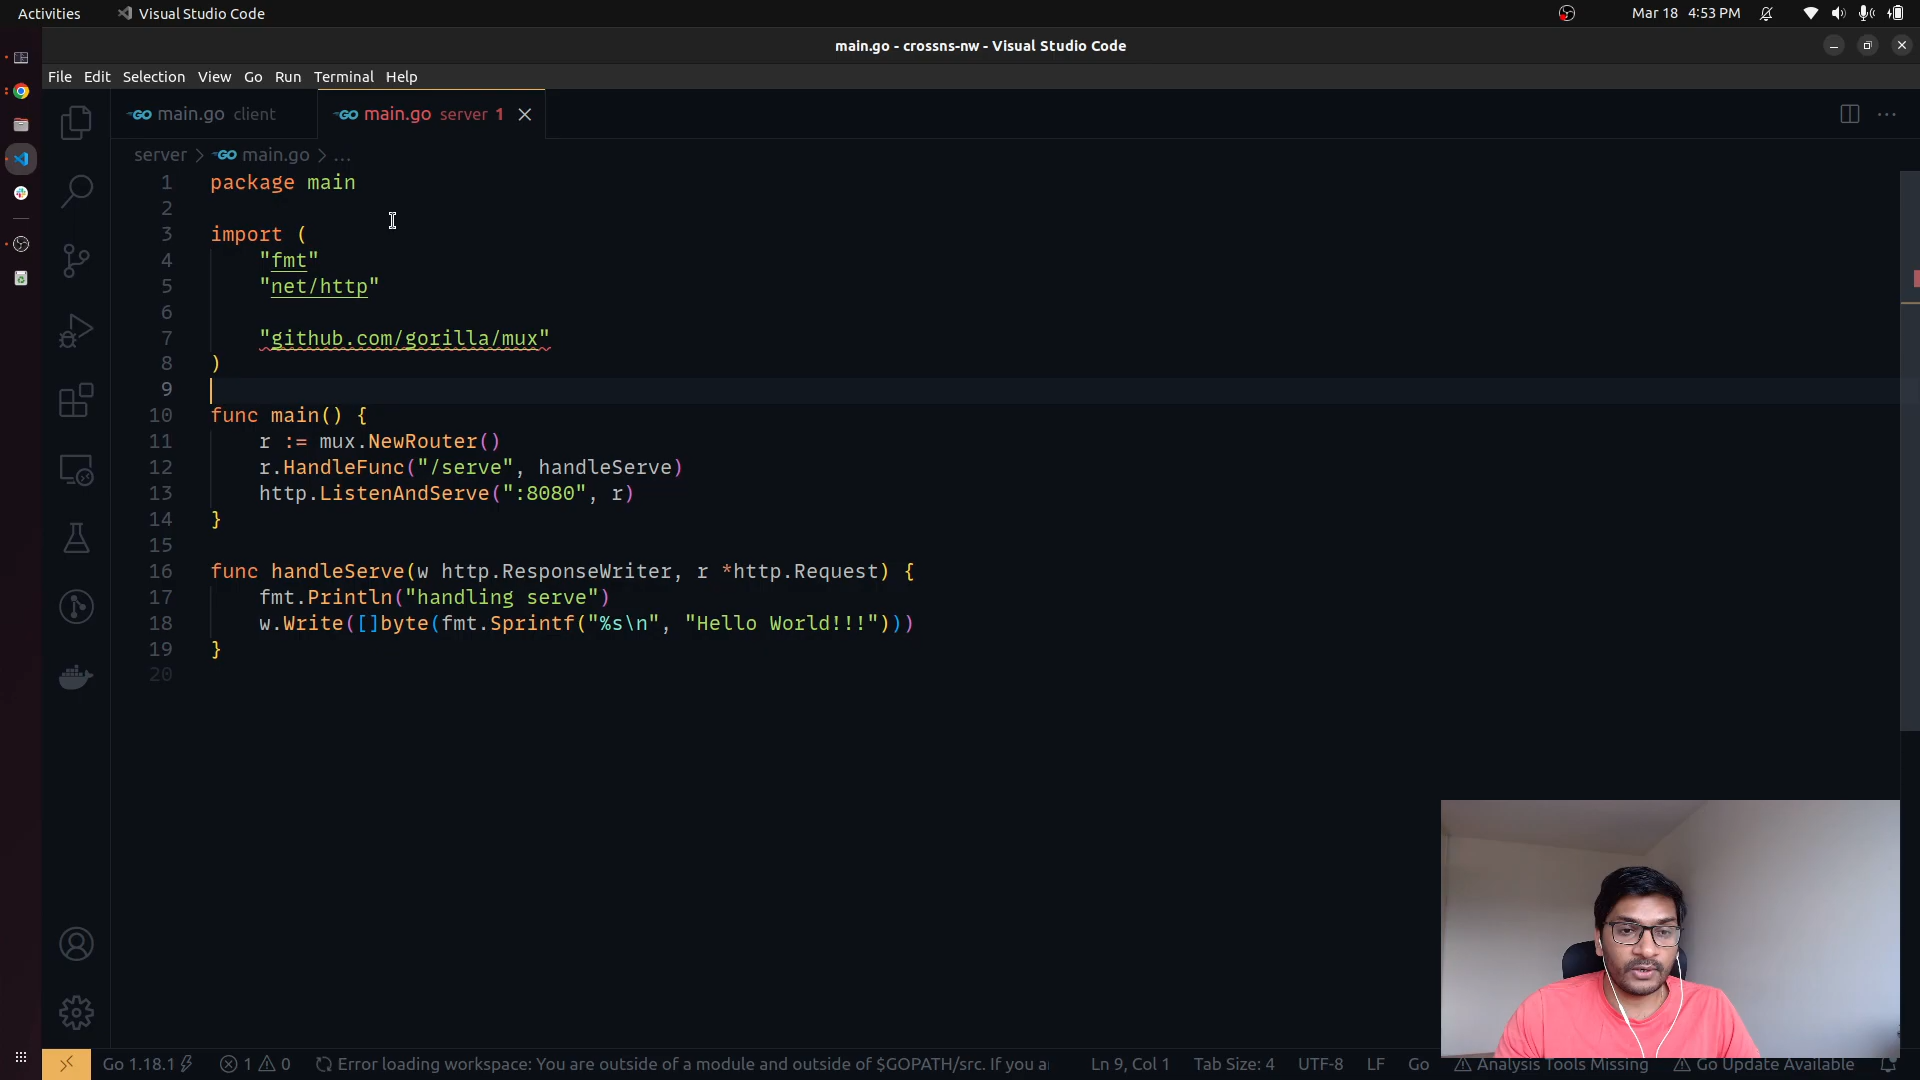 Activities
Visual Studio Code
Mar 18 4:53 PM
main.go - crossns-nw - Visual Studio Code
File Edit Selection View Go Run Terminal Help
GO main.go client
GO main.go server 1
server > GO main.go > ...
1 package main
2
3 import (
4 "fmt"
5 "net/http"
6
7 "github.com/gorilla/mux"
8 )
9
10 func main() {
11 r := mux.NewRouter()
12 r.HandleFunc("/serve", handleServe)
13 http.ListenAndServe(":8080", r)
14 }
15
16 func handleServe(w http.ResponseWriter, r *http.Request) {
17 fmt.Println("handling serve")
18 w.Write([]byte(fmt.Sprintf("%s\n", "Hello World!!!")))
19 }
20
Go 1.18.1 1 0 Error loading workspace: You are outside of a module and outside of $GOPATH/src. If you a Ln 9, Col 1 Tab Size: 4 UTF-8 LF Go Analysis Tools Missing Go Update Available